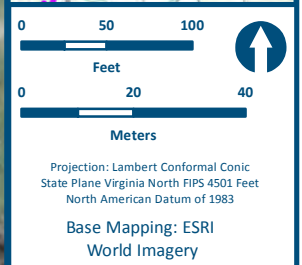 0 50 100
Feet
0 20 40
Meters
Projection: Lambert Conformal Conic
State Plane Virginia North FIPS 4501 Feet
North American Datum of 1983
Base Mapping: ESRI
World Imagery